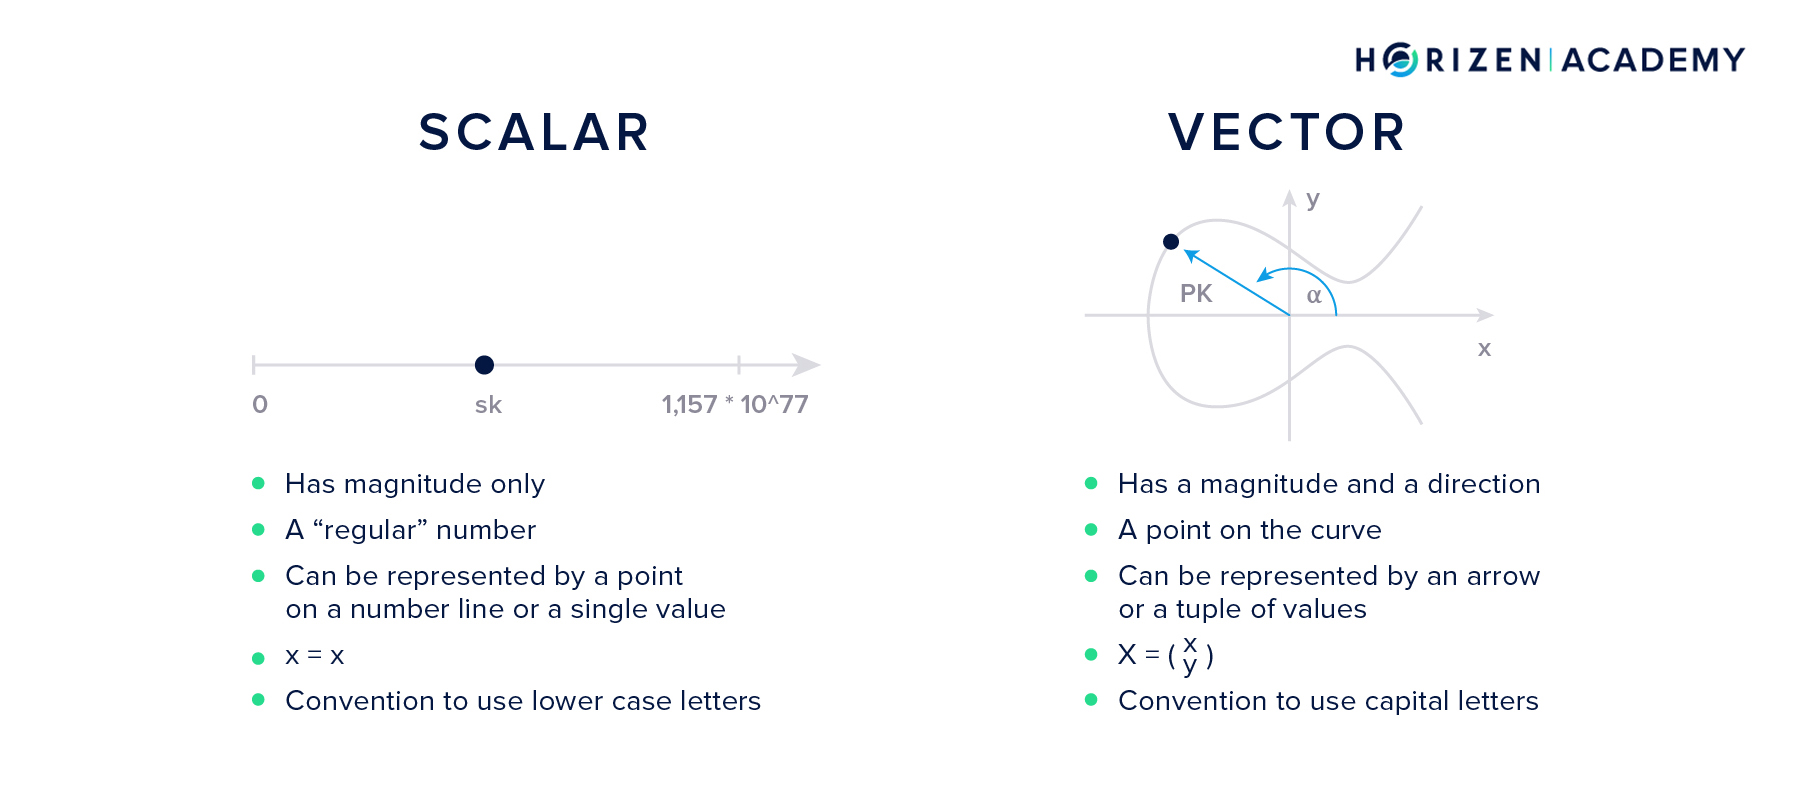 HORIZEN | ACADEMY
SCALAR
0
sk
1,157 * 10^77
Has magnitude only
A “regular” number
Can be represented by a point
on a number line or a single value
x = x
Convention to use lower case letters
VECTOR
y
PK
α
x
Has a magnitude and a direction
A point on the curve
Can be represented by an arrow
or a tuple of values
X = ( x y )
Convention to use capital letters